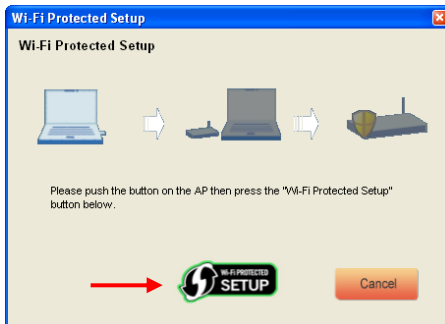 Wi-Fi Protected Setup
Wi-Fi Protected Setup
Please push the button on the AP then press the "Wi-Fi Protected Setup"
button below.
Wi-Fi PROTECTED
SETUP
Cancel